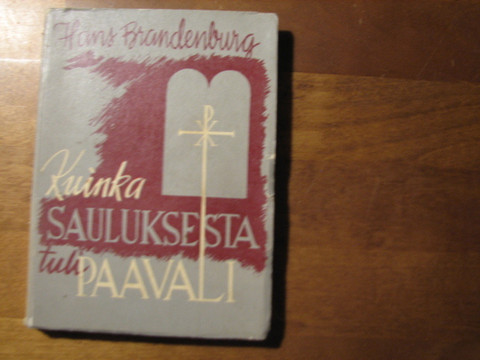 Hans Brandenburg
Kuinka
SAULUKSESTA
tuli
PAAVALI